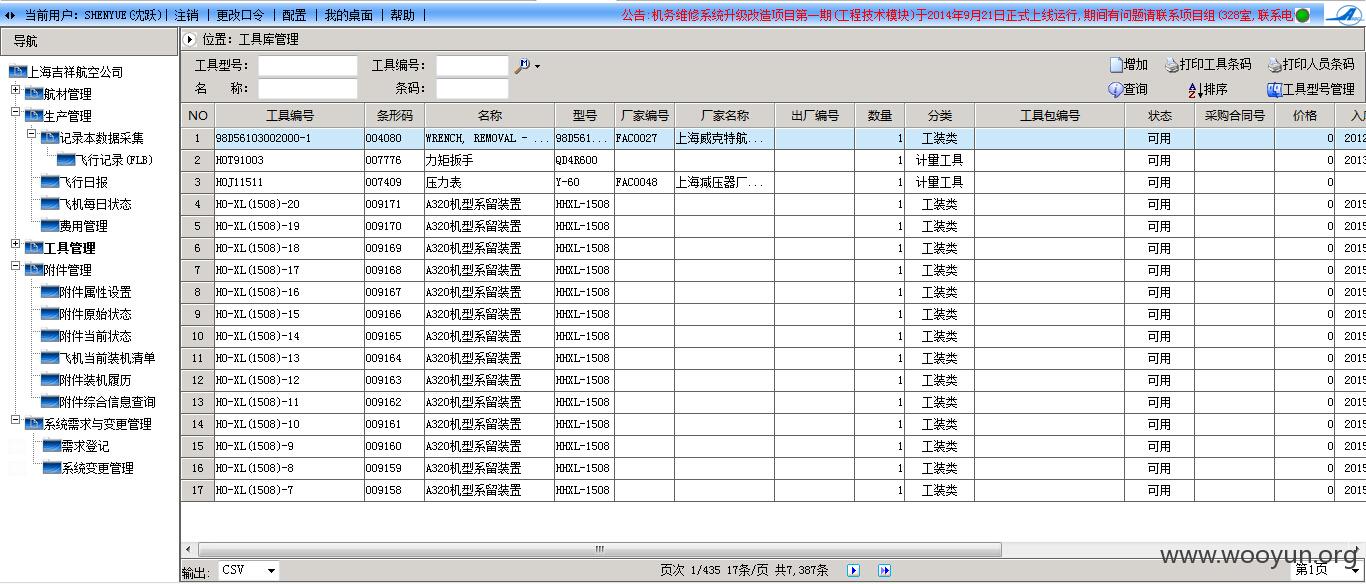 当前用户：SHENYUE(沈跃)| 注销 | 更改口令 | 配置 | 我的桌面 | 帮助 |
公告:机务维修系统升级改造项目第一期(工程技术模块)于2014年9月21日正式上线运行,期间有问题请联系项目组(328室,联系电
导航
位置：工具库管理
上海吉祥航空公司
航材管理
生产管理
记录本数据采集
飞行记录(FLB)
飞行日报
飞机每日状态
费用管理
工具管理
附件管理
附件属性设置
附件原始状态
附件当前状态
飞机当前装机清单
附件装机履历
附件综合信息查询
系统需求与变更管理
需求登记
系统变更管理
工具型号： 工具编号： 增加 打印工具条码 打印人员条码
名 称： 条码： 查询 排序 工具型号管理
NO 工具编号 条形码 名称 型号 厂家编号 厂家名称 出厂编号 数量 分类 工具包编号 状态 采购合同号 价格 入
1 98D56103002000-1 004080 WRENCH, REMOVAL - ... 98D561... FAC0027 上海威克特航... 1 工装类 可用 0 2012
2 HOT91003 007776 力矩扳手 QD4R600 1 计量工具 可用 0 2013
3 HOJ11511 007409 压力表 Y-60 FAC0048 上海减压器厂... 1 计量工具 可用 0
4 HO-XL(1508)-20 009171 A320机型系留装置 HHXL-1508 1 工装类 可用 0 2015
5 HO-XL(1508)-19 009170 A320机型系留装置 HHXL-1508 1 工装类 可用 0 2015
6 HO-XL(1508)-18 009169 A320机型系留装置 HHXL-1508 1 工装类 可用 0 2015
7 HO-XL(1508)-17 009168 A320机型系留装置 HHXL-1508 1 工装类 可用 0 2015
8 HO-XL(1508)-16 009167 A320机型系留装置 HHXL-1508 1 工装类 可用 0 2015
9 HO-XL(1508)-15 009166 A320机型系留装置 HHXL-1508 1 工装类 可用 0 2015
10 HO-XL(1508)-14 009165 A320机型系留装置 HHXL-1508 1 工装类 可用 0 2015
11 HO-XL(1508)-13 009164 A320机型系留装置 HHXL-1508 1 工装类 可用 0 2015
12 HO-XL(1508)-12 009163 A320机型系留装置 HHXL-1508 1 工装类 可用 0 2015
13 HO-XL(1508)-11 009162 A320机型系留装置 HHXL-1508 1 工装类 可用 0 2015
14 HO-XL(1508)-10 009161 A320机型系留装置 HHXL-1508 1 工装类 可用 0 2015
15 HO-XL(1508)-9 009160 A320机型系留装置 HHXL-1508 1 工装类 可用 0 2015
16 HO-XL(1508)-8 009159 A320机型系留装置 HHXL-1508 1 工装类 可用 0 2015
17 HO-XL(1508)-7 009158 A320机型系留装置 HHXL-1508 1 工装类 可用 0 2015
输出: CSV 页次 1/435 17条/页 共7,387条 第1页
www.wooyun.org